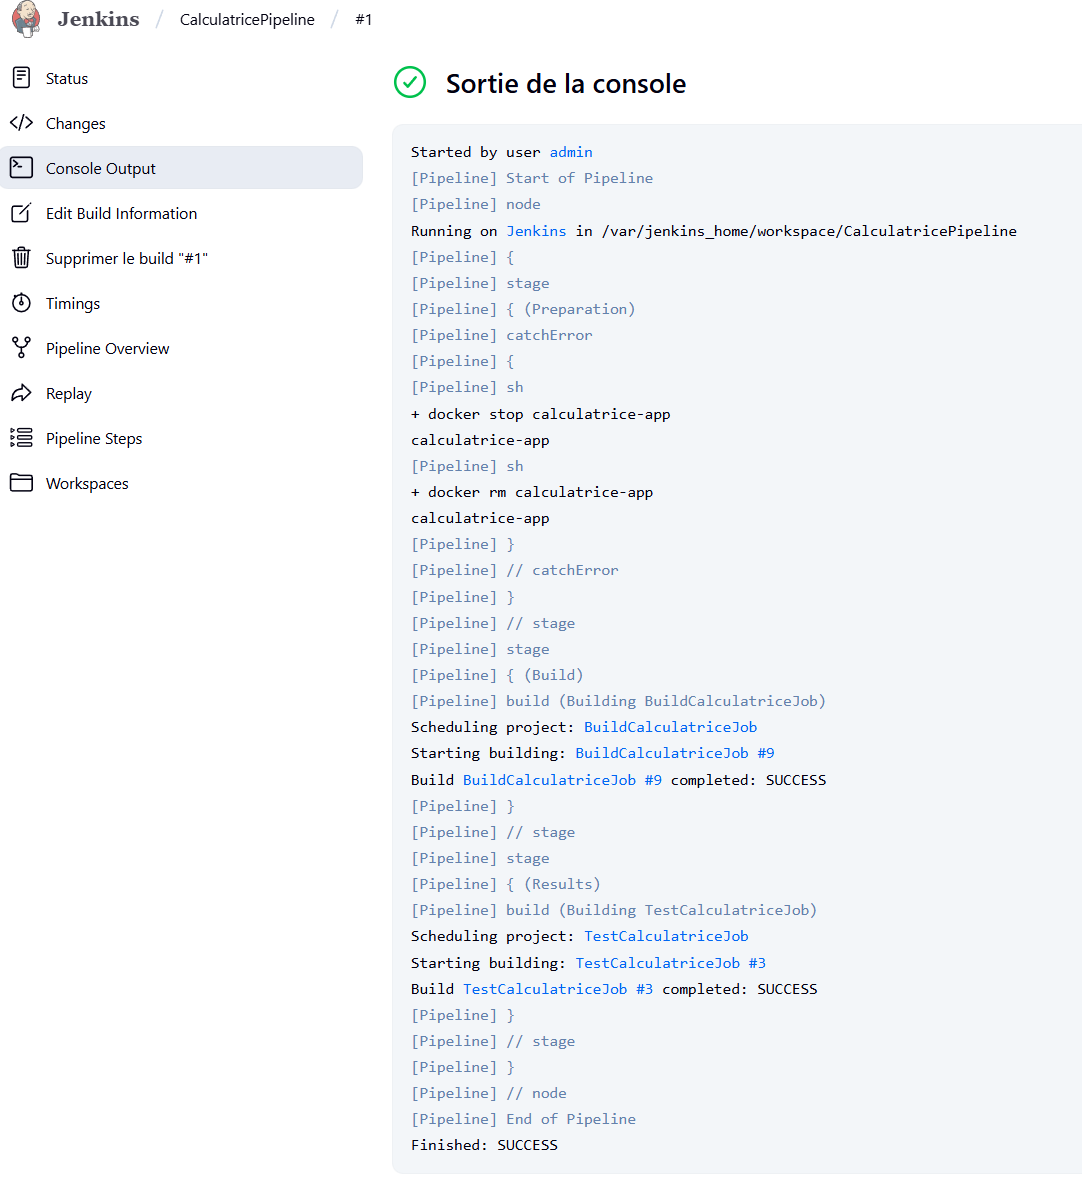 Jenkins / CalculatricePipeline / #1
Status
Changes
Console Output
Edit Build Information
Supprimer le build "#1"
Timings
Pipeline Overview
Replay
Pipeline Steps
Workspaces
Sortie de la console
Started by user admin
[Pipeline] Start of Pipeline
[Pipeline] node
Running on Jenkins in /var/jenkins_home/workspace/CalculatricePipeline
[Pipeline] {
[Pipeline] stage
[Pipeline] { (Preparation)
[Pipeline] catchError
[Pipeline] {
[Pipeline] sh
+ docker stop calculatrice-app
calculatrice-app
[Pipeline] sh
+ docker rm calculatrice-app
calculatrice-app
[Pipeline] }
[Pipeline] // catchError
[Pipeline] }
[Pipeline] // stage
[Pipeline] stage
[Pipeline] { (Build)
[Pipeline] build (Building BuildCalculatriceJob)
Scheduling project: BuildCalculatriceJob
Starting building: BuildCalculatriceJob #9
Build BuildCalculatriceJob #9 completed: SUCCESS
[Pipeline] }
[Pipeline] // stage
[Pipeline] stage
[Pipeline] { (Results)
[Pipeline] build (Building TestCalculatriceJob)
Scheduling project: TestCalculatriceJob
Starting building: TestCalculatriceJob #3
Build TestCalculatriceJob #3 completed: SUCCESS
[Pipeline] }
[Pipeline] // stage
[Pipeline] }
[Pipeline] // node
[Pipeline] End of Pipeline
Finished: SUCCESS